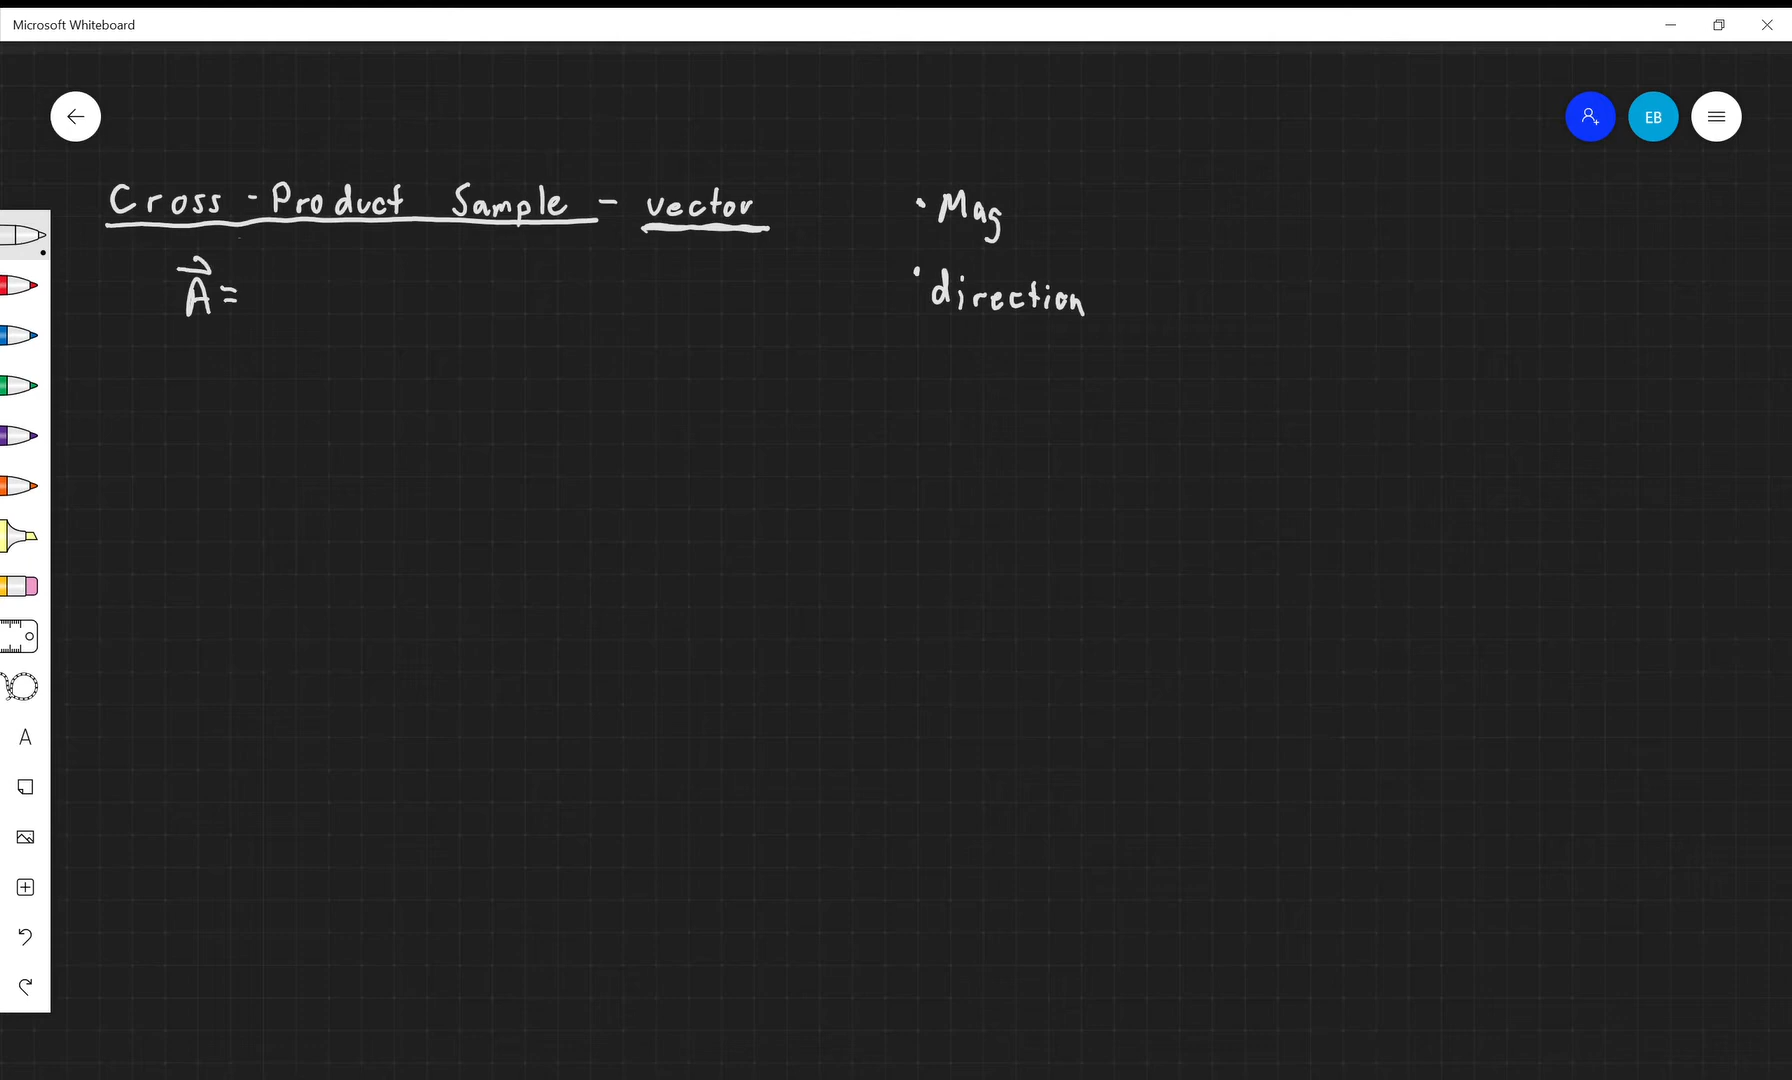 Microsoft Whiteboard
EB
Cross-Product Sample - vector
• Mag
A⃗ =
• direction
A